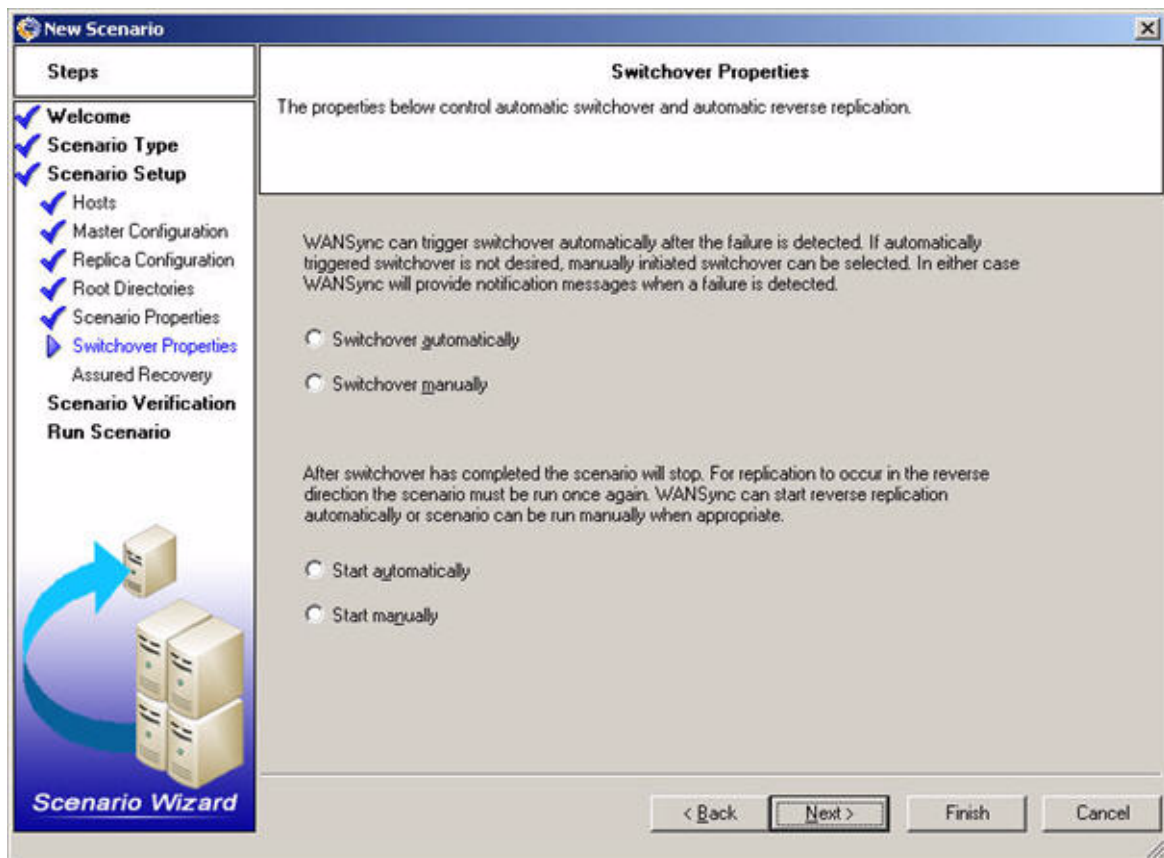 New Scenario
Steps
Welcome
Scenario Type
Scenario Setup
Hosts
Master Configuration
Replica Configuration
Root Directories
Scenario Properties
Switchover Properties
Assured Recovery
Scenario Verification
Run Scenario
Scenario Wizard
Switchover Properties
The properties below control automatic switchover and automatic reverse replication.
WANSync can trigger switchover automatically after the failure is detected. If automatically
triggered switchover is not desired, manually initiated switchover can be selected. In either case
WANSync will provide notification messages when a failure is detected.
Switchover automatically
Switchover manually
After switchover has completed the scenario will stop. For replication to occur in the reverse
direction the scenario must be run once again. WANSync can start reverse replication
automatically or scenario can be run manually when appropriate.
Start automatically
Start manually
< Back
Next >
Finish
Cancel